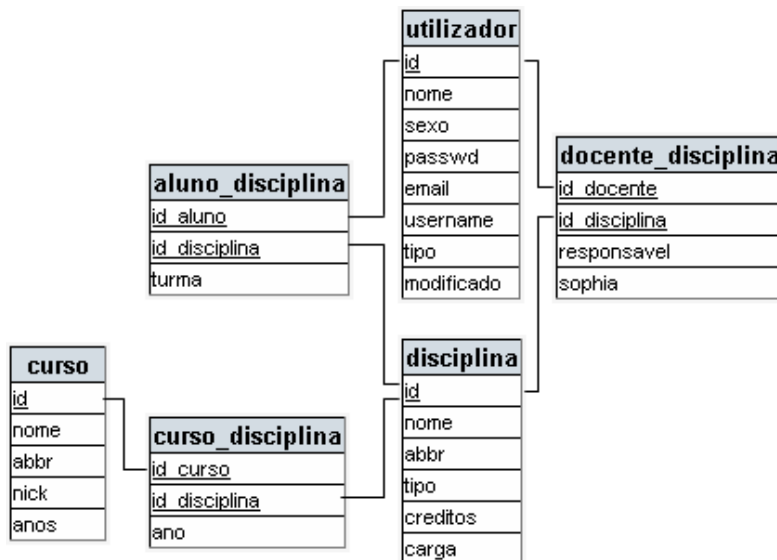 utilizador
id
nome
sexo
passwd
email
username
tipo
modificado
docente_disciplina
id_docente
id_disciplina
responsavel
sophia
aluno_disciplina
id_aluno
id_disciplina
turma
disciplina
id
nome
abbr
tipo
creditos
carga
curso
id
nome
abbr
nick
anos
curso_disciplina
id_curso
id_disciplina
ano